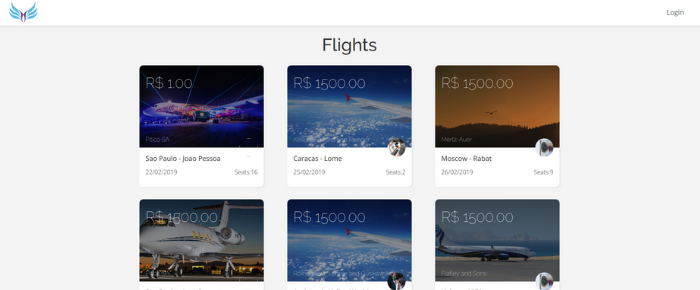 Login
Flights
R$ 1.00
Pitico SA
Sao Paulo - Joao Pessoa
22/02/2019
Seats:16
R$ 1500.00
Caracas - Lome
25/02/2019
Seats:2
R$ 1500.00
Mertz-Auer
Moscow - Rabat
26/02/2019
Seats:9
R$ 1500.00
R$ 1500.00
R$ 1500.00
and Sons